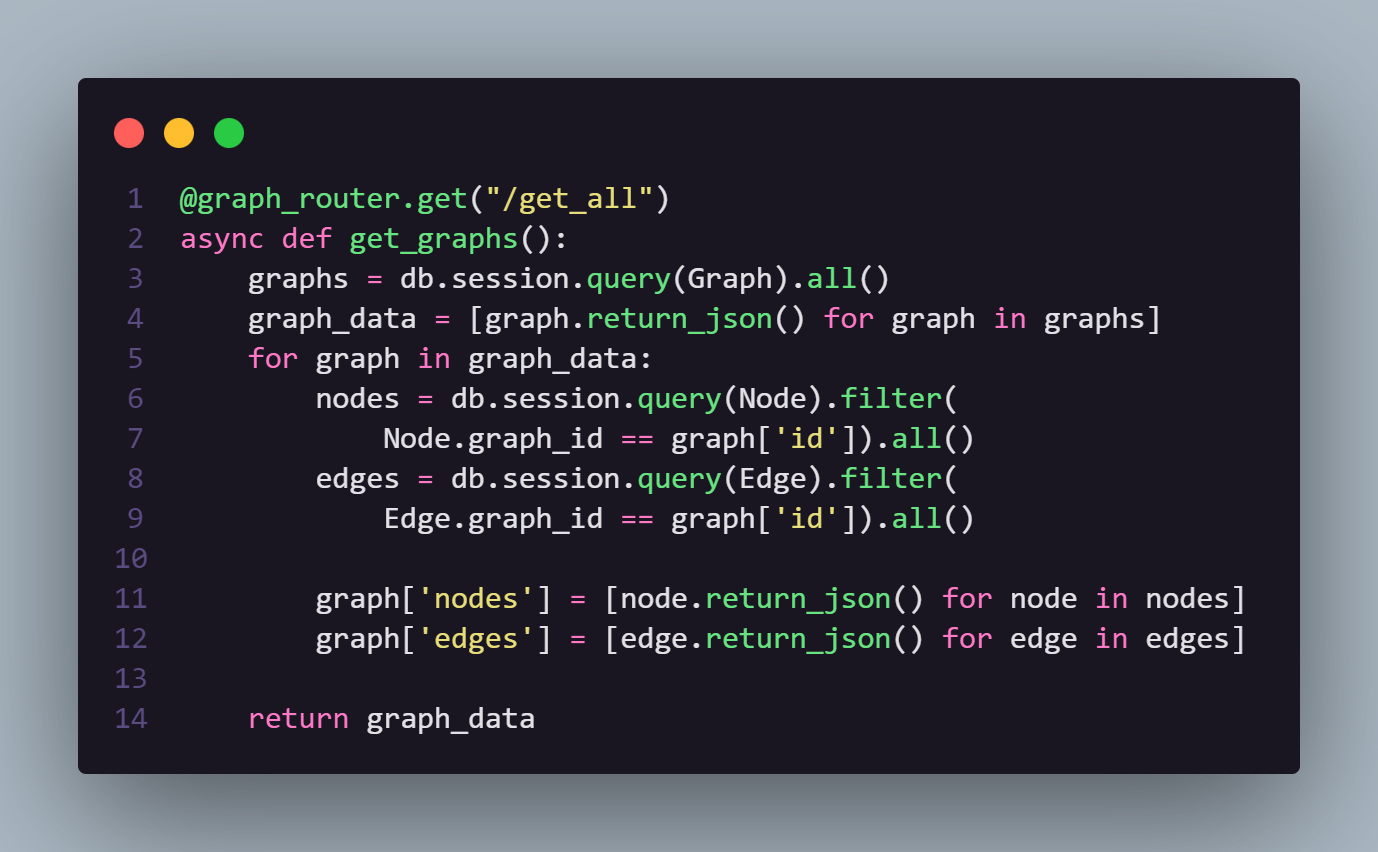 1 @graph_router.get("/get_all")
2 async def get_graphs():
3     graphs = db.session.query(Graph).all()
4     graph_data = [graph.return_json() for graph in graphs]
5     for graph in graph_data:
6         nodes = db.session.query(Node).filter(
7             Node.graph_id == graph['id']).all()
8         edges = db.session.query(Edge).filter(
9             Edge.graph_id == graph['id']).all()
10
11         graph['nodes'] = [node.return_json() for node in nodes]
12         graph['edges'] = [edge.return_json() for edge in edges]
13
14     return graph_data